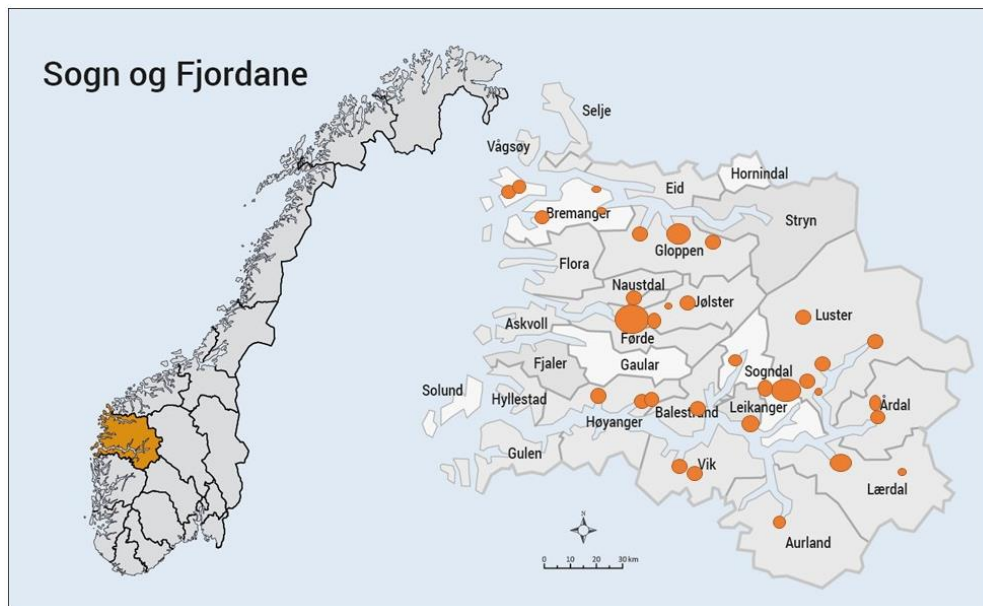 Sogn og Fjordane
Selje
Vågsøy
Hornindal
Eid
Bremanger
Stryn
Gloppen
Flora
Naustdal
Jølster
Luster
Askvoll
Førde
Fjaler
Gaular
Sogndal
Solund
Hyllestad
Balestrand
Leikanger
Årdal
Høyanger
Gulen
Vik
Lærdal
Aurland
N
0 10 20 30 km